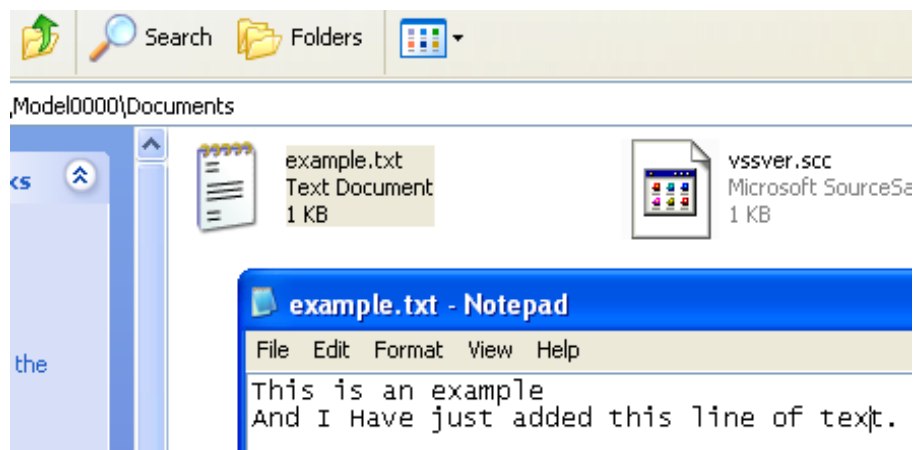 Search Folders
\Model0000\Documents
ks
example.txt
Text Document
1 KB
vssver.scc
Microsoft SourceSa
1 KB
the
example.txt - Notepad
File Edit Format View Help
This is an example
And I Have just added this line of text.